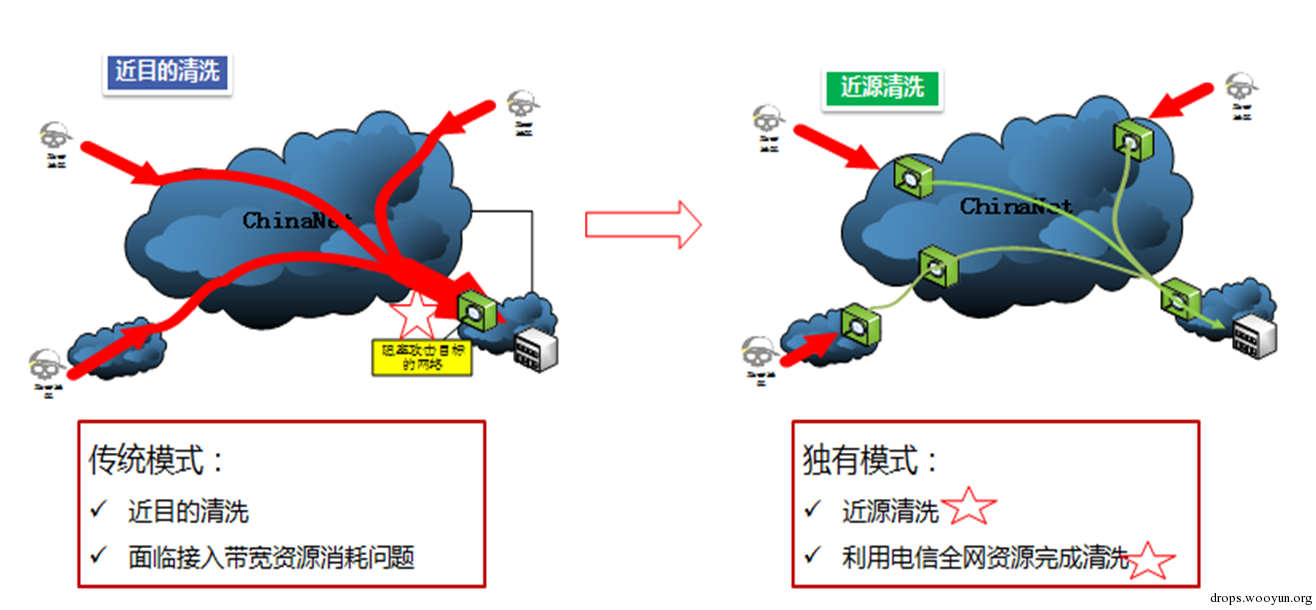 近目的清洗
近源清洗
ChinaNet
ChinaNet
阻塞攻击目标
的网络
传统模式：
✓ 近目的清洗
✓ 面临接入带宽资源消耗问题
独有模式：
✓ 近源清洗
✓ 利用电信全网资源完成清洗
drops.wooyun.org